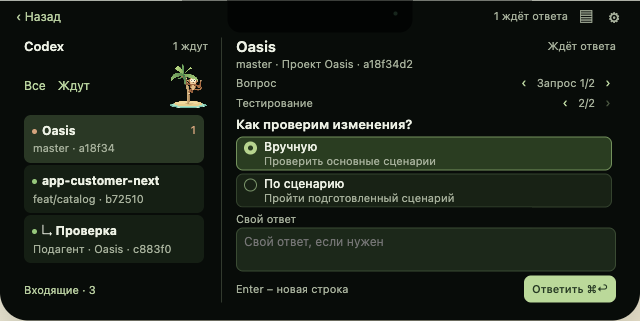 ‹ Назад
1 ждёт ответа
Codex
1 ждут
Все Ждут
Oasis 1
master · a18f34
app-customer-next
feat/catalog · b72510
Проверка
Подагент · Oasis · c883f0
Входящие · 3
Oasis
Ждёт ответа
master · Проект Oasis · a18f34d2
Вопрос
‹ Запрос 1/2 ›
Тестирование
‹ 2/2 ›
Как проверим изменения?
Вручную
Проверить основные сценарии
По сценарию
Пройти подготовленный сценарий
Свой ответ
Свой ответ, если нужен
Enter – новая строка
Ответить ⌘↩